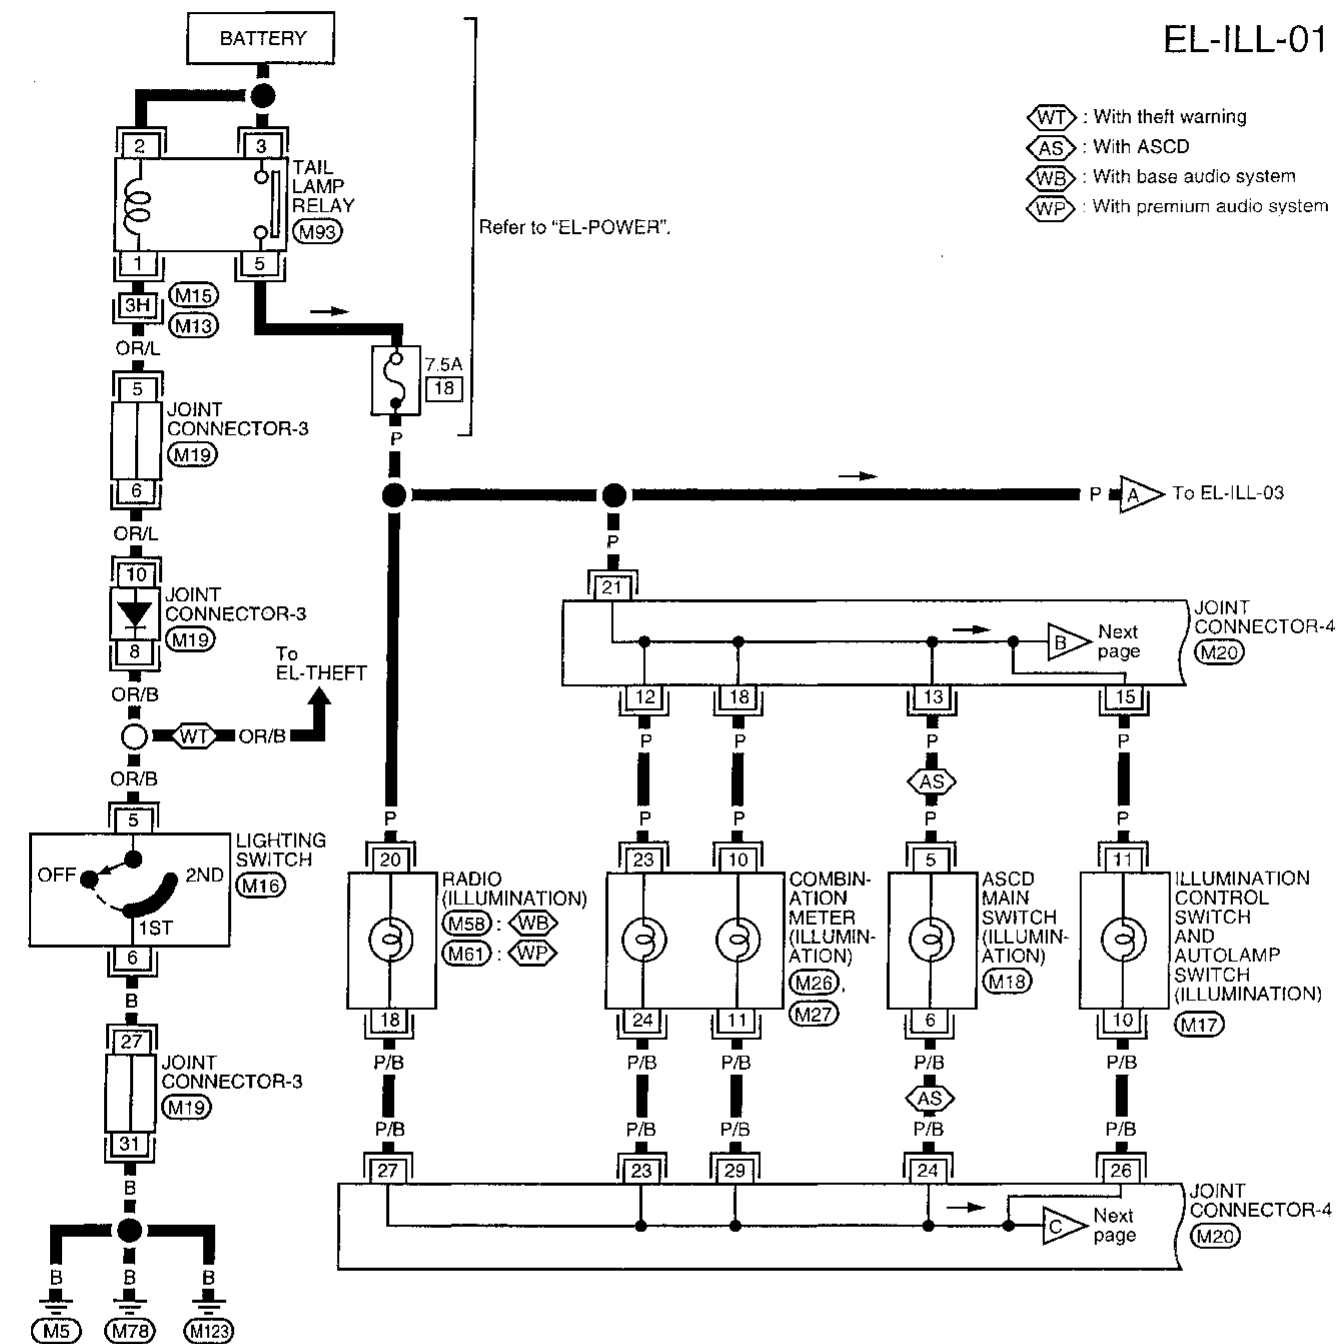 EL-ILL-01
BATTERY
WT : With theft warning
AS : With ASCD
WB : With base audio system
WP : With premium audio system
2
3
TAIL
LAMP
RELAY
M93
Refer to "EL-POWER".
1
5
3H
M15
M13
OR/L
7.5A
18
5
JOINT
CONNECTOR-3
M19
6
P
OR/L
P
A
To EL-ILL-03
P
10
JOINT
CONNECTOR-3
M19
8
21
JOINT
CONNECTOR-4
M20
B
Next
page
To
EL-THEFT
OR/B
WT
OR/B
OR/B
12
18
13
15
P
P
P
P
AS
5
P
P
P
P
P
LIGHTING
SWITCH
M16
OFF
2ND
1ST
6
20
RADIO
(ILLUMINATION)
M58 : WB
M61 : WP
18
23
10
COMBIN-
ATION
METER
(ILLUMIN-
ATION)
M26,
M27
24
11
5
ASCD
MAIN
SWITCH
(ILLUMIN-
ATION)
M18
6
11
ILLUMINATION
CONTROL
SWITCH
AND
AUTOLAMP
SWITCH
(ILLUMINATION)
M17
10
B
27
JOINT
CONNECTOR-3
M19
31
P/B
P/B
P/B
P/B
P/B
AS
P/B
P/B
P/B
P/B
P/B
27
23
29
24
26
JOINT
CONNECTOR-4
M20
C
Next
page
B
B
B
B
M5
M78
M123